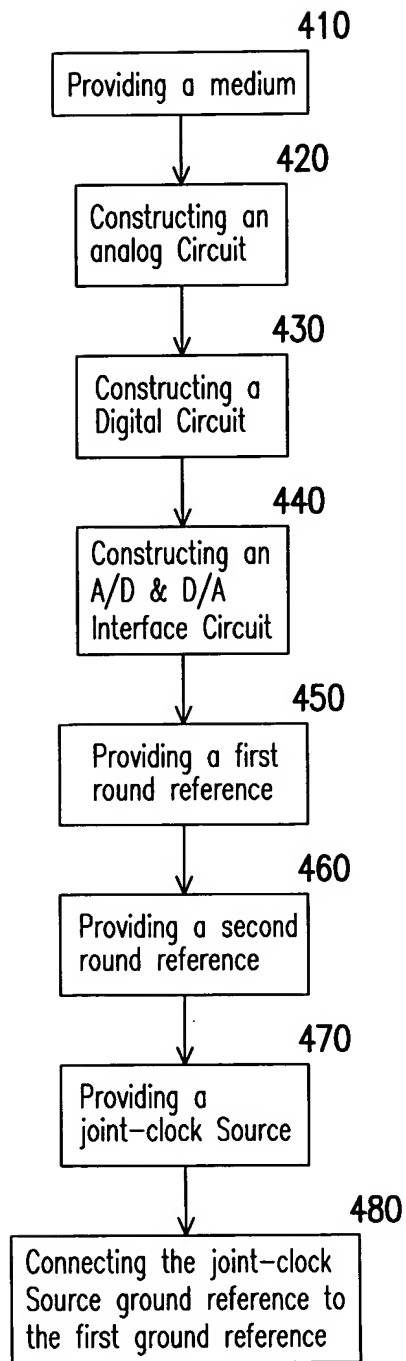 410
Providing a medium
420
Constructing an
analog Circuit
430
Constructing a
Digital Circuit
440
Constructing an
A/D & D/A
Interface Circuit
450
Providing a first
round reference
460
Providing a second
round reference
470
Providing a
joint-clock Source
480
Connecting the joint-clock
Source ground reference to
the first ground reference